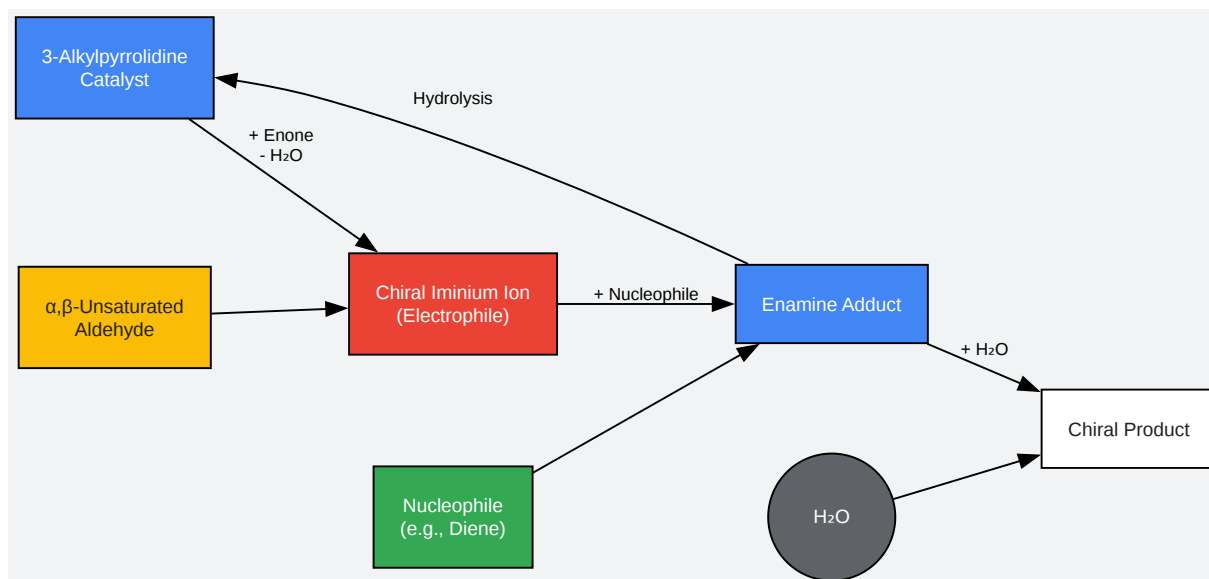 3-Alkylpyrrolidine
Catalyst
Hydrolysis
+ Enone
- H₂O
α,β-Unsaturated
Aldehyde
Chiral Iminium Ion
(Electrophile)
+ Nucleophile
Enamine Adduct
+ H₂O
Chiral Product
Nucleophile
(e.g., Diene)
H₂O